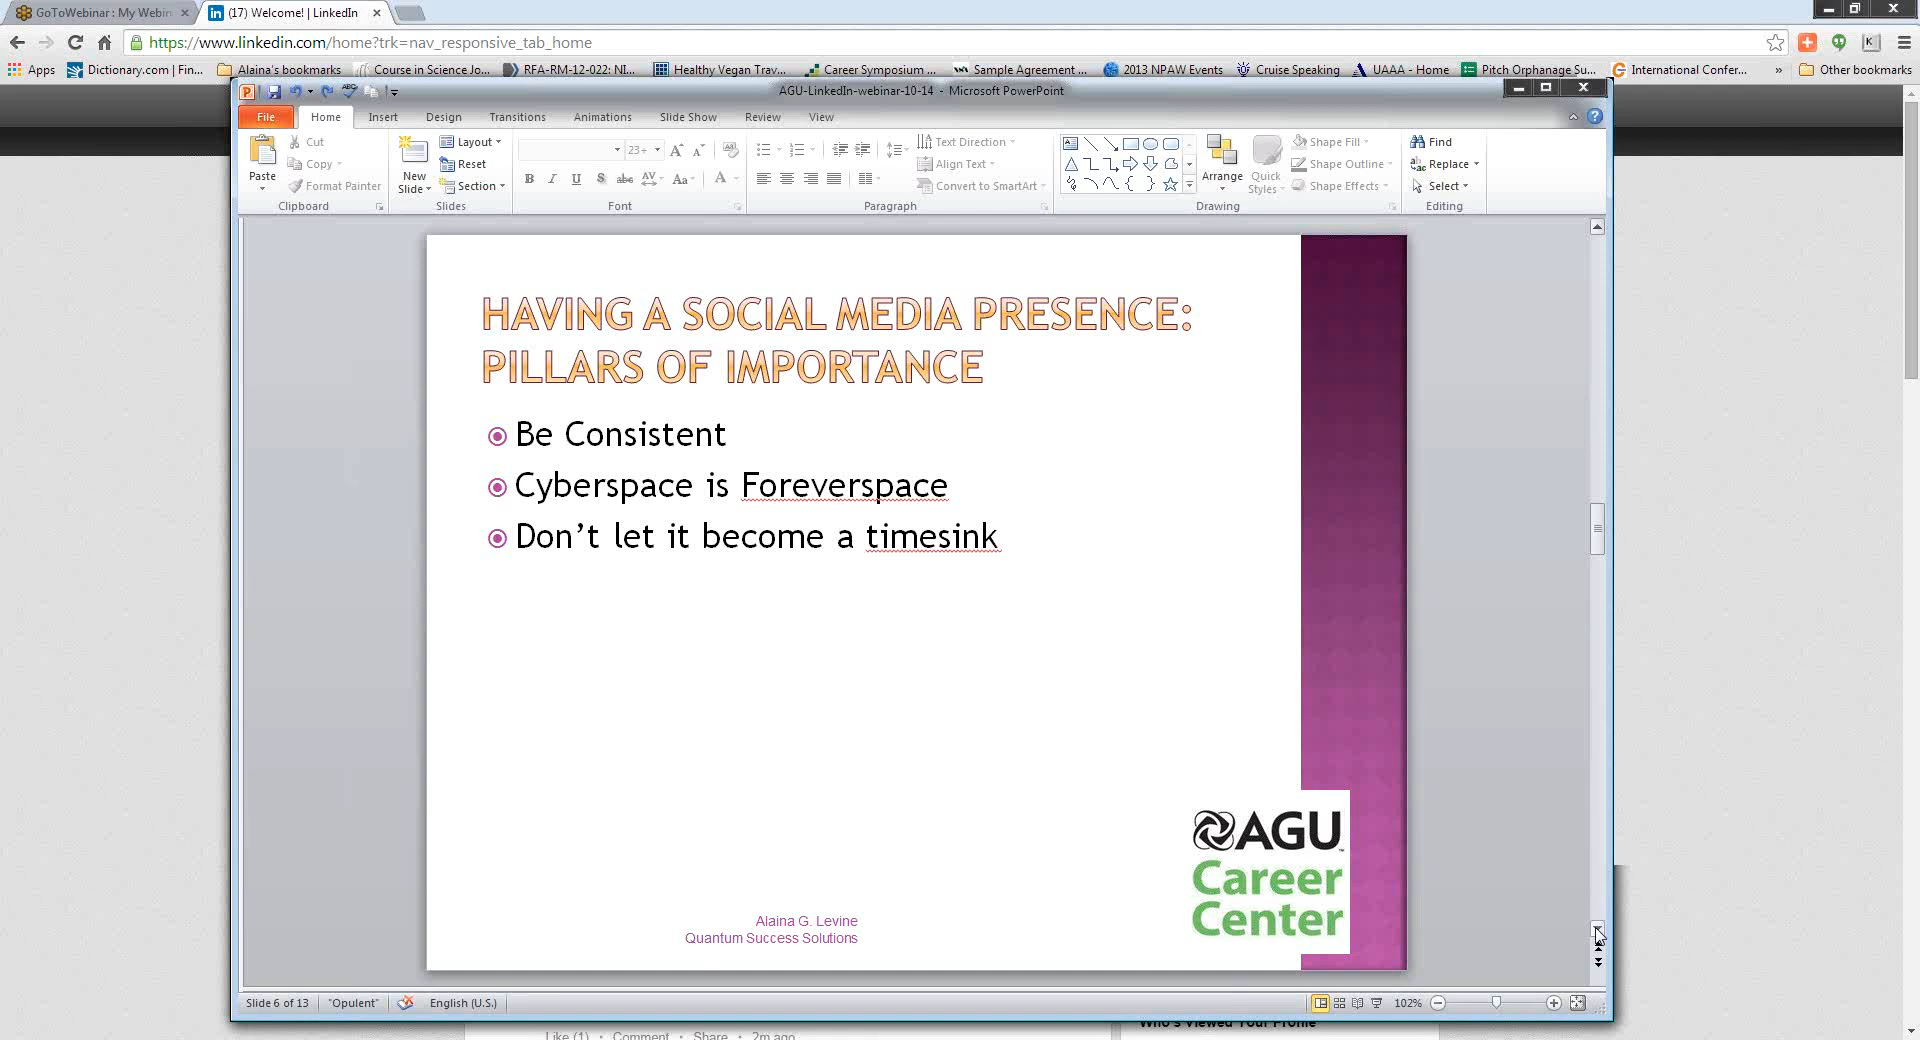 GoToWebinar : My Webin
(17) Welcome! | LinkedIn
https://www.linkedin.com/home?trk=nav_responsive_tab_home
Apps
Dictionary.com | Fin...
Alaina's bookmarks
Course in Science Jo...
RFA-RM-12-022: NI...
Healthy Vegan Trav...
Career Symposium ...
Sample Agreement ...
2013 NPAW Events
Cruise Speaking
UAAA - Home
Pitch Orphanage Su...
International Confer...
»
Other bookmarks
AGU-LinkedIn-webinar-10-14 - Microsoft PowerPoint
File
Home
Insert
Design
Transitions
Animations
Slide Show
Review
View
Paste
Cut
Copy
Format Painter
Clipboard
New
Slide
Layout
Reset
Section
Slides
23+
Font
Text Direction
Align Text
Convert to SmartArt
Paragraph
Arrange
Quick
Styles
Shape Fill
Shape Outline
Shape Effects
Drawing
Find
Replace
Select
Editing
HAVING A SOCIAL MEDIA PRESENCE:
PILLARS OF IMPORTANCE
Be Consistent
Cyberspace is Foreverspace
Don't let it become a timesink
AGU
Career
Center
Alaina G. Levine
Quantum Success Solutions
Slide 6 of 13
"Opulent"
English (U.S.)
102%
Like (1) · Comment · Share · 2m ago
Who's Viewed Your Profile